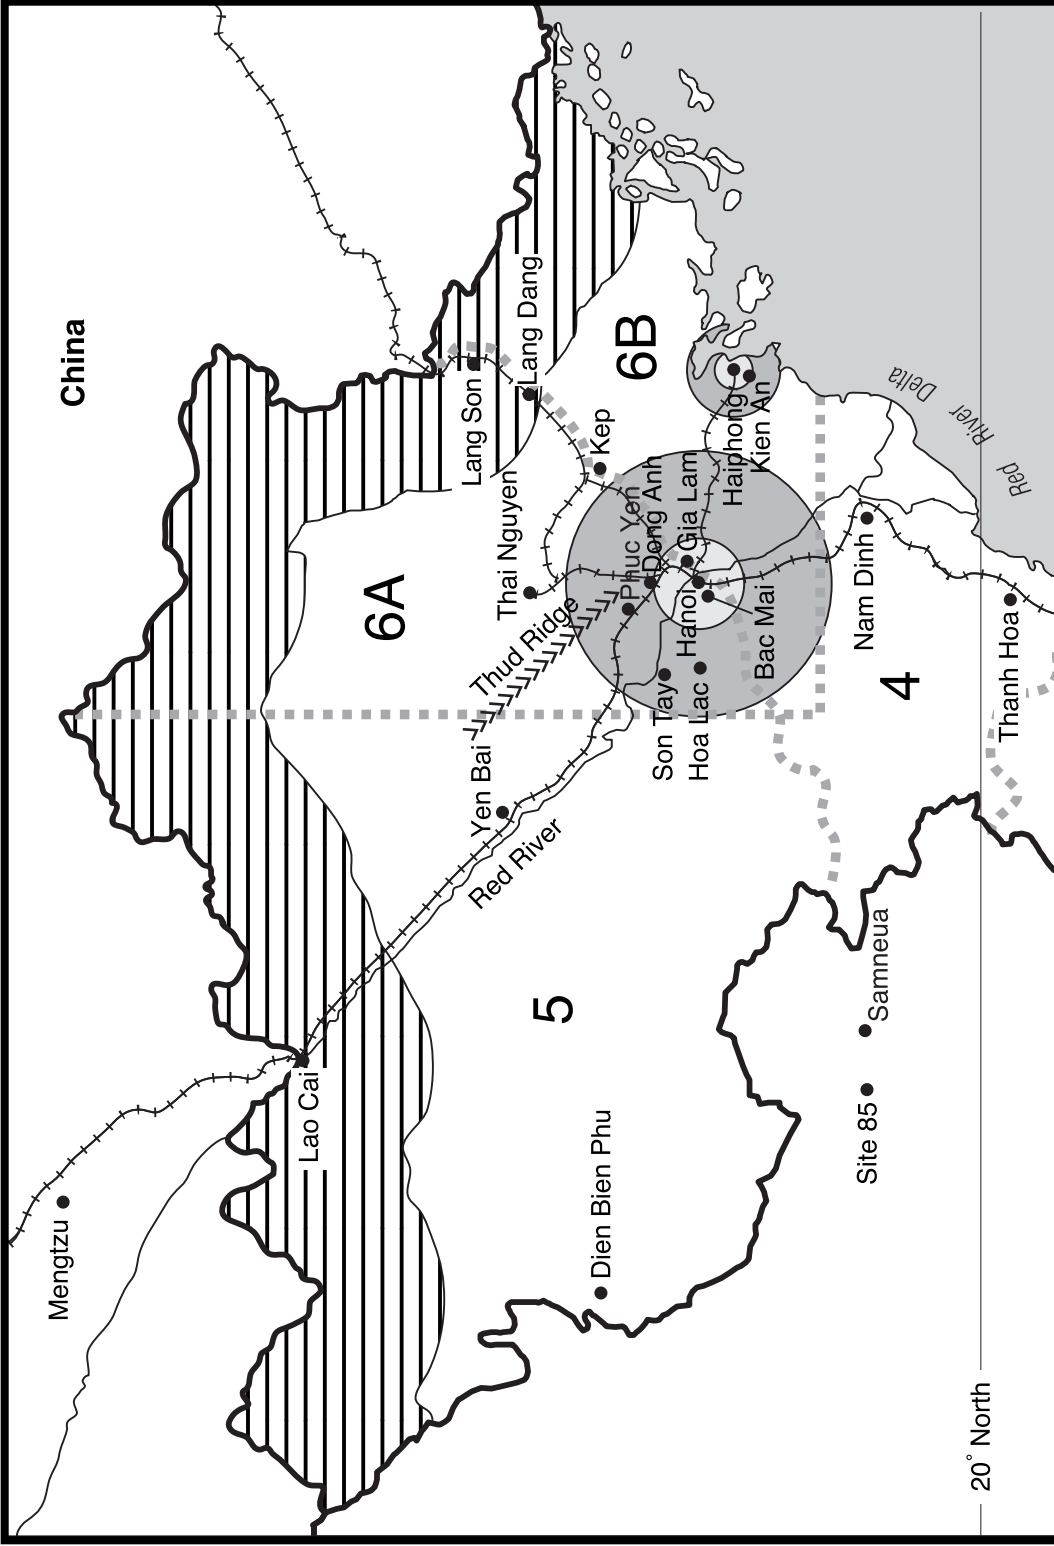 China
Mengtzu
Lao Cai
6A
Lang Son
Lang Dang
Thai Nguyen
Kep
6B
Thud Ridge
Yen Bai
Red River
Phuc Yen
Dong Anh
Gia Lam
Hanoi
Bac Mai
Son Tay
Hoa Lac
Haiphong
Kien An
5
Dien Bien Phu
Nam Dinh
4
Red River Delta
Samneua
Site 85
Thanh Hoa
20° North